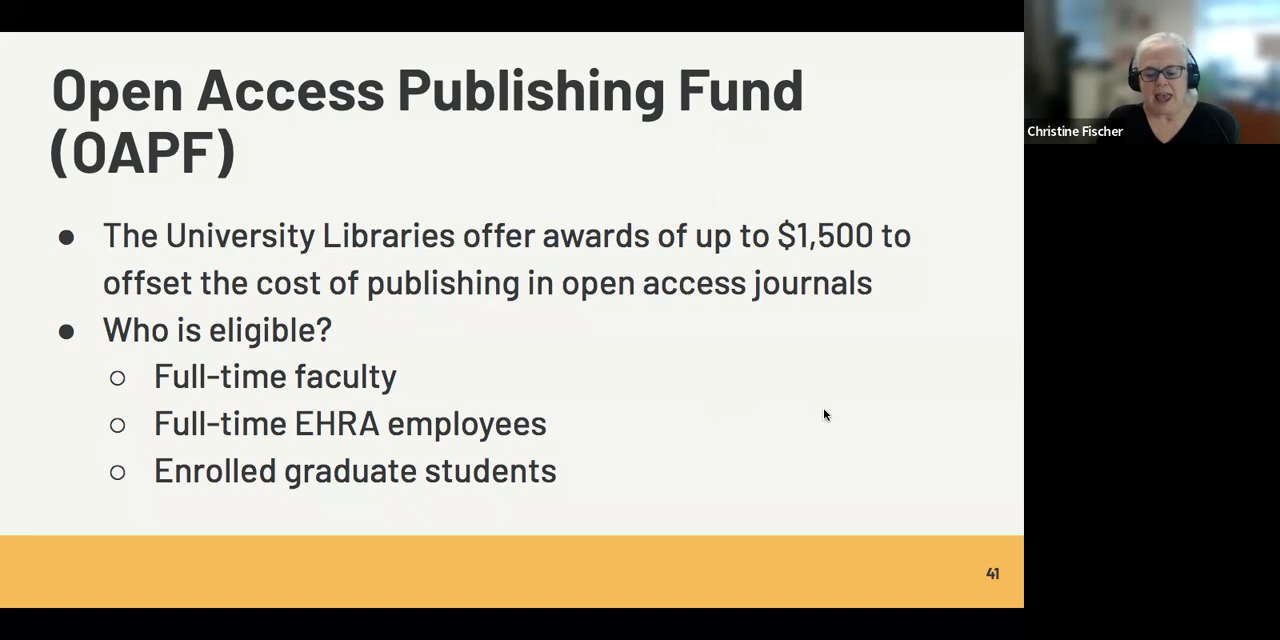 Open Access Publishing Fund
(OAPF)
● The University Libraries offer awards of up to $1,500 to
offset the cost of publishing in open access journals
● Who is eligible?
○ Full-time faculty
○ Full-time EHRA employees
○ Enrolled graduate students
41
Christine Fischer